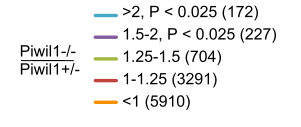 >2, P < 0.025 (172)
1.5-2, P < 0.025 (227)
Piwil1-/-
Piwil1+/-
1.25-1.5 (704)
1-1.25 (3291)
<1 (5910)